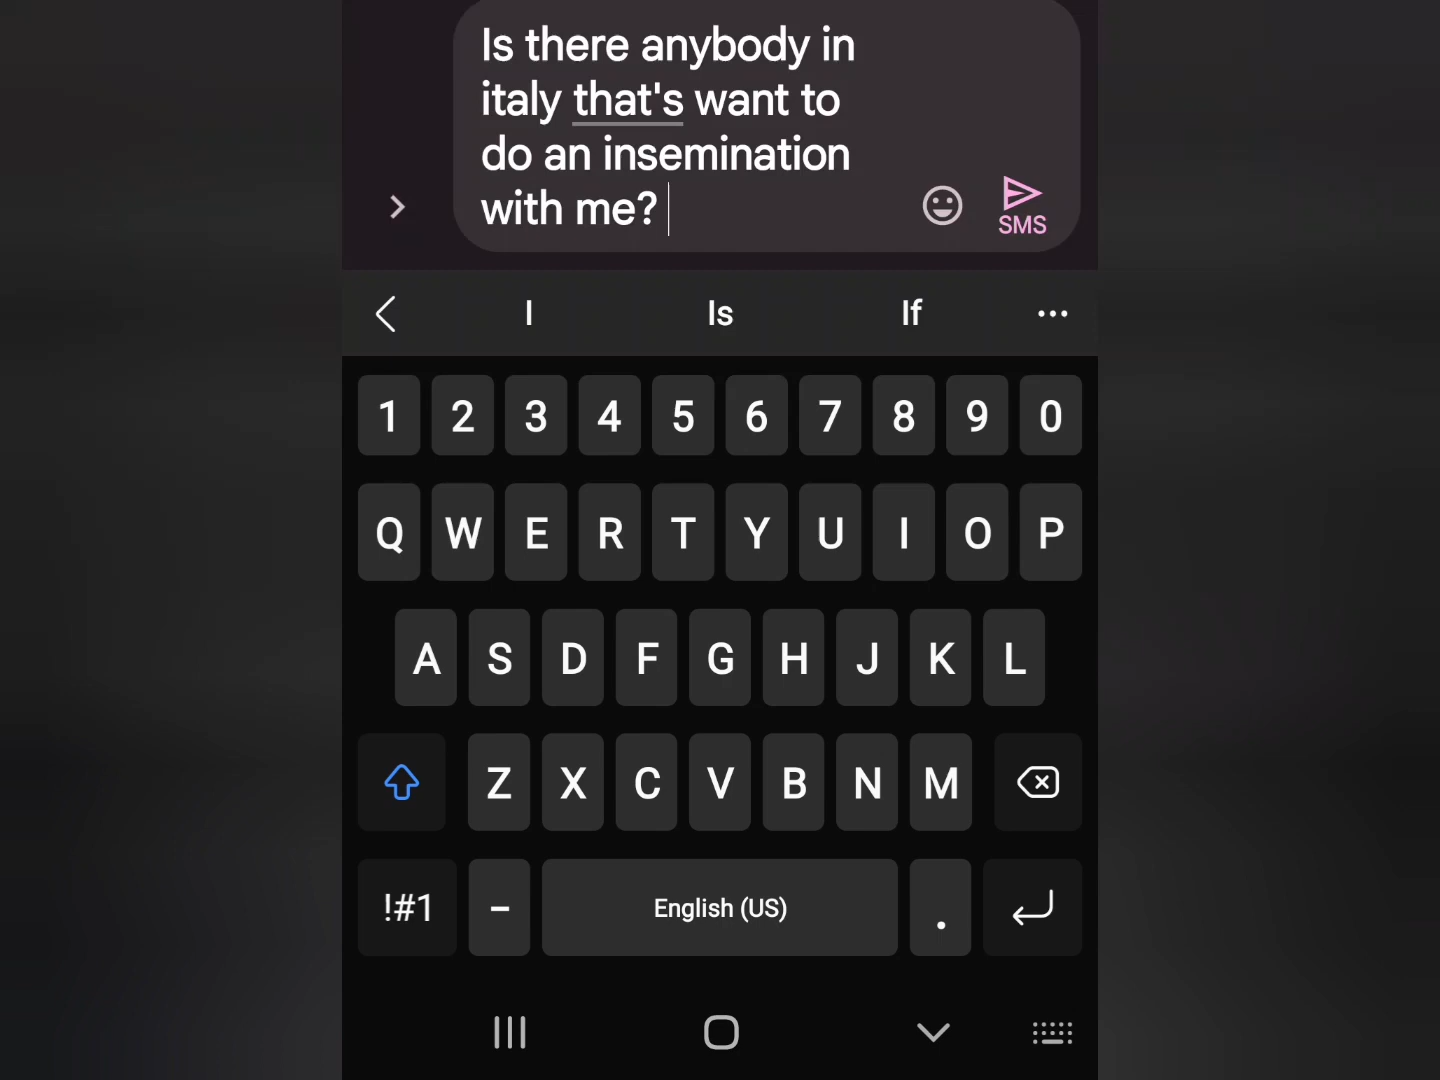 Is there anybody in
italy that's want to
do an insemination
with me?
SMS
I Is If ...
1 2 3 4 5 6 7 8 9 0
Q W E R T Y U I O P
A S D F G H J K L
Z X C V B N M
!#1 - English (US) .